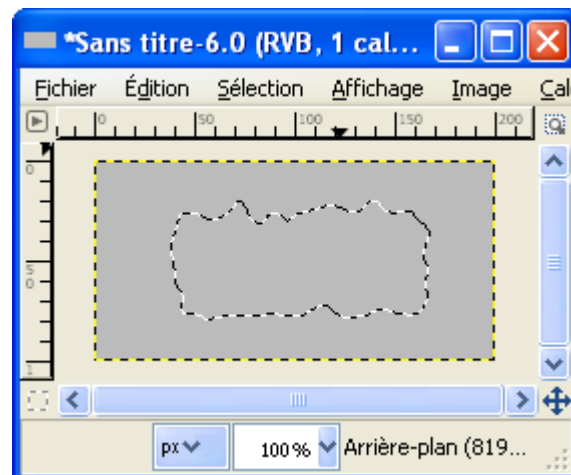 *Sans titre-6.0 (RVB, 1 cal...
Fichier Édition Sélection Affichage Image Cal
0 50 100 150 200
0
50
1
px 100% Arrière-plan (819...